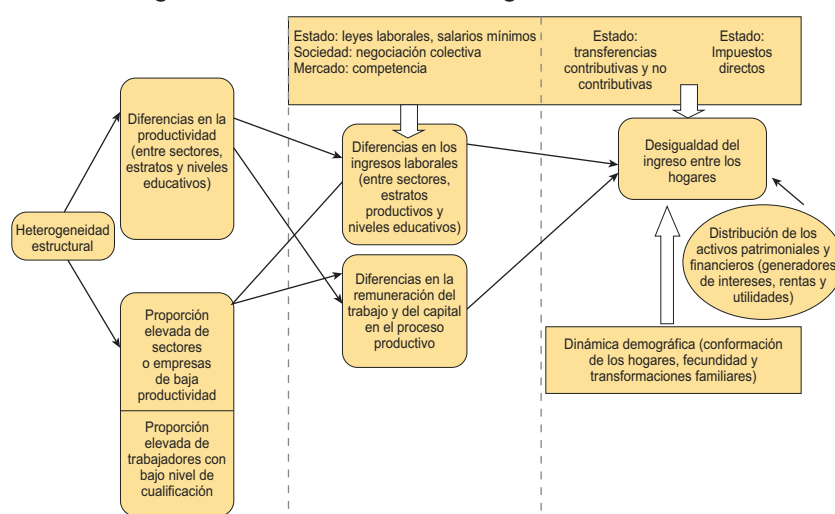 Estado: leyes laborales, salarios mínimos
Sociedad: negociación colectiva
Mercado: competencia
Estado:
transferencias
contributivas y no
contributivas
Estado:
Impuestos
directos
Diferencias en la
productividad
(entre sectores,
estratos y niveles
educativos)
Diferencias en los
ingresos laborales
(entre sectores,
estratos
productivos y
niveles educativos)
Desigualdad del
ingreso entre los
hogares
Heterogeneidad
estructural
Distribución de los
activos patrimoniales y
financieros (generadores
de intereses, rentas y
utilidades)
Diferencias en la
remuneración del
trabajo y del capital
en el proceso
productivo
Proporción
elevada de
sectores
o empresas
de baja
productividad
Proporción
elevada de
trabajadores con
bajo nivel de
cualificación
Dinámica demográfica (conformación
de los hogares, fecundidad y
transformaciones familiares)